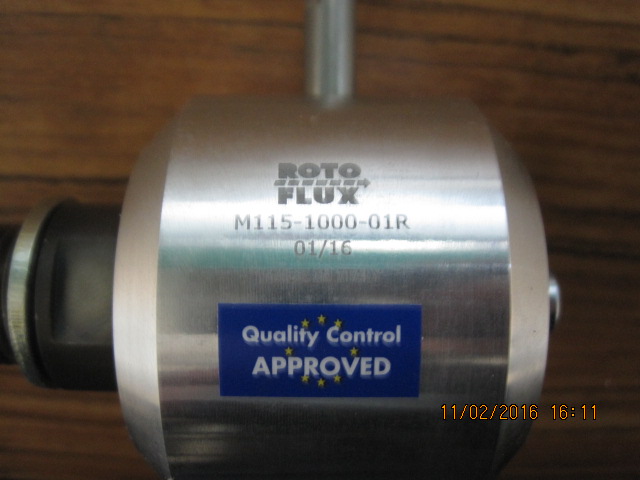 ROTO
FLUX
M115-1000-01R
01/16
Quality Control
APPROVED
11/02/2016 16:11